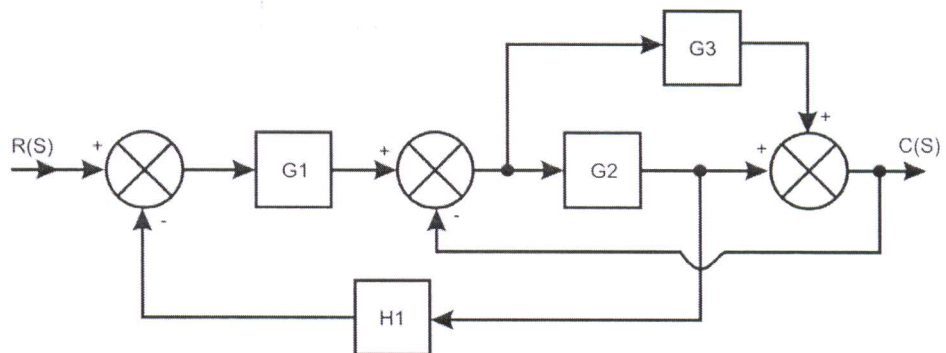 G3
+
R(S)
+
G1
+
G2
+
C(S)
-
-
H1